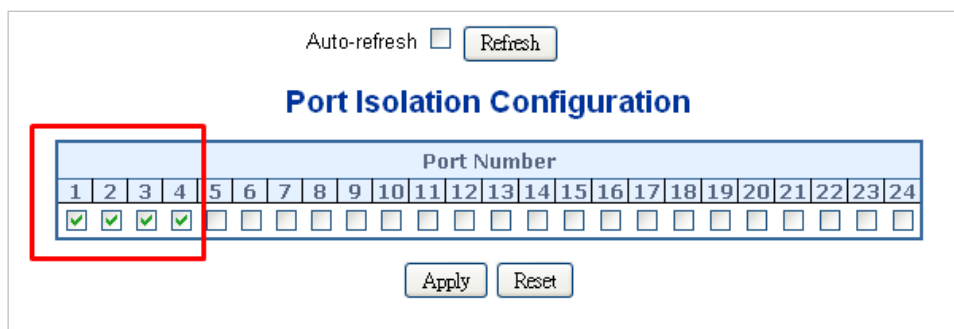 Auto-refresh Refresh
Port Isolation Configuration
Port Number
1 2 3 4 5 6 7 8 9 10 11 12 13 14 15 16 17 18 19 20 21 22 23 24
Apply Reset